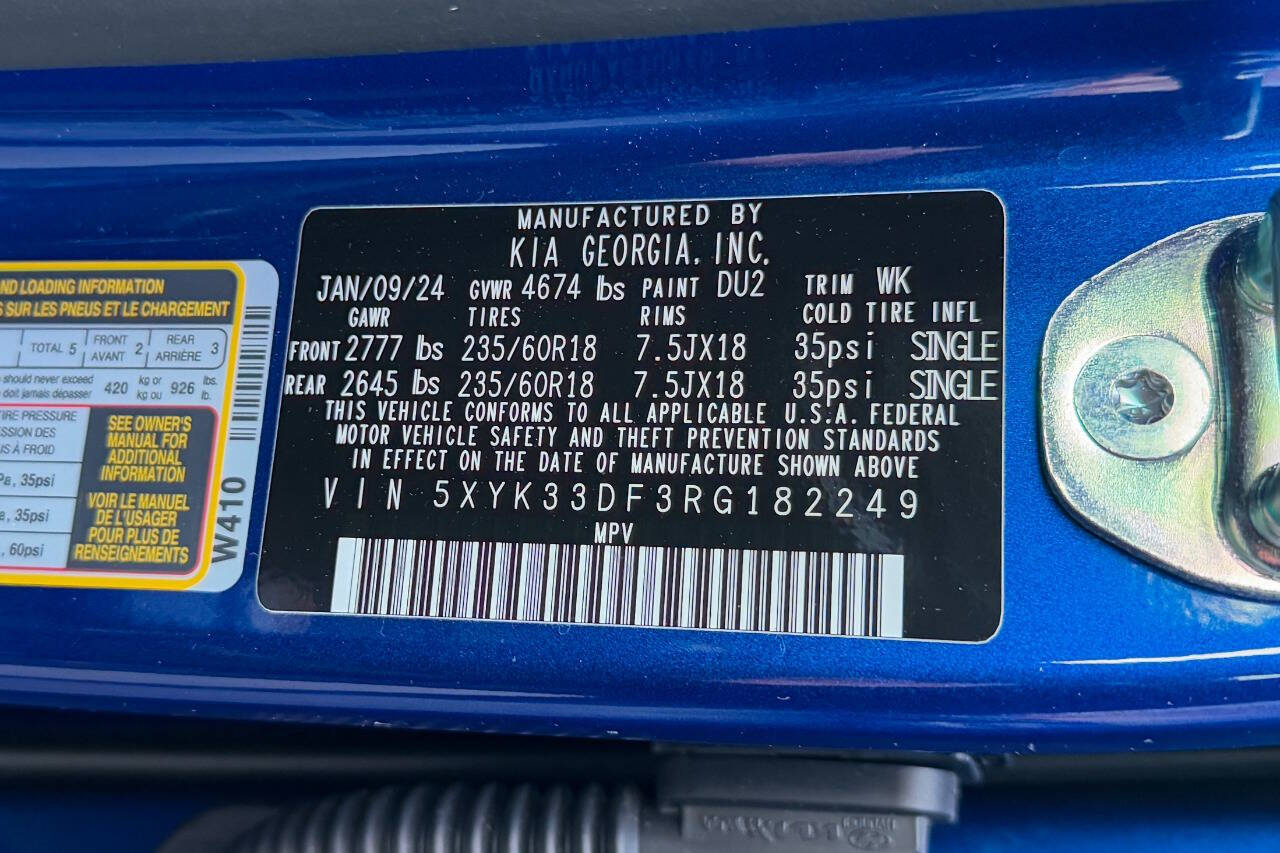 MANUFACTURED BY
KIA GEORGIA, INC.
JAN/09/24 GVWR 4674 lbs PAINT DU2 TRIM WK
GAWR TIRES RIMS COLD TIRE INFL
FRONT 2777 lbs 235/60R18 7.5JX18 35psi SINGLE
REAR 2645 lbs 235/60R18 7.5JX18 35psi SINGLE
THIS VEHICLE CONFORMS TO ALL APPLICABLE U.S.A. FEDERAL
MOTOR VEHICLE SAFETY AND THEFT PREVENTION STANDARDS
IN EFFECT ON THE DATE OF MANUFACTURE SHOWN ABOVE
VIN 5XYK33DF3RG182249
MPV
LOADING INFORMATION
SUR LES PNEUS ET LE CHARGEMENT
TOTAL 5 FRONT AVANT 2 REAR ARRIÈRE 3
should never exceed 420 kg or 926 lbs.
doit jamais dépasser kg ou lb.
PRESSURE
DES
À FROID
35psi
35psi
60psi
SEE OWNER'S
MANUAL FOR
ADDITIONAL
INFORMATION
VOIR LE MANUEL
DE L'USAGER
POUR PLUS DE
RENSEIGNEMENTS
W410